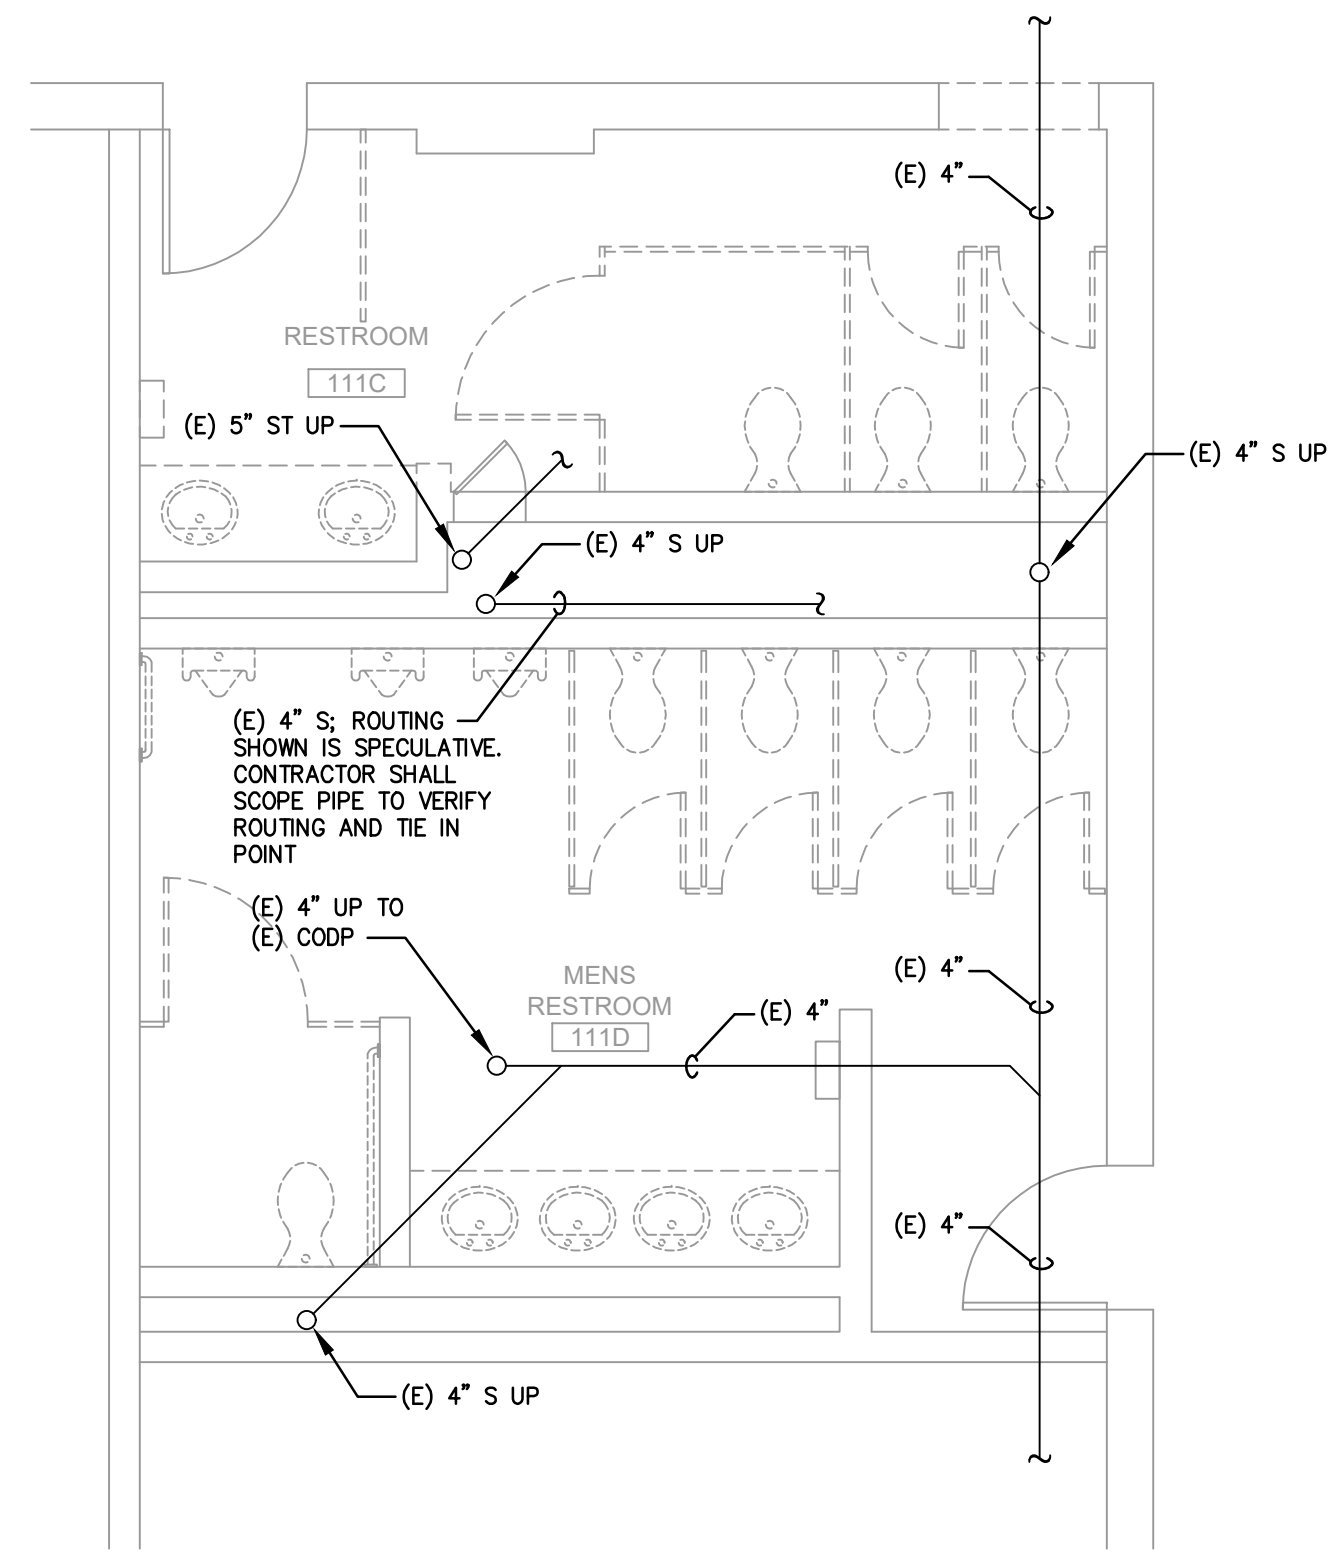 (E) 4"
RESTROOM
111C
(E) 5" ST UP
(E) 4" S UP
(E) 4" S UP
(E) 4" S; ROUTING
SHOWN IS SPECULATIVE.
CONTRACTOR SHALL
SCOPE PIPE TO VERIFY
ROUTING AND TIE IN
POINT
(E) 4" UP TO
(E) CODP
MENS
RESTROOM
111D
(E) 4"
(E) 4"
(E) 4"
(E) 4" S UP